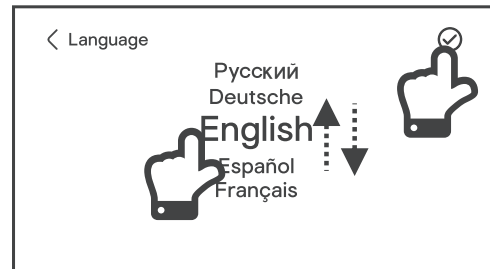 Language
Русский
Deutsche
English
Español
Français